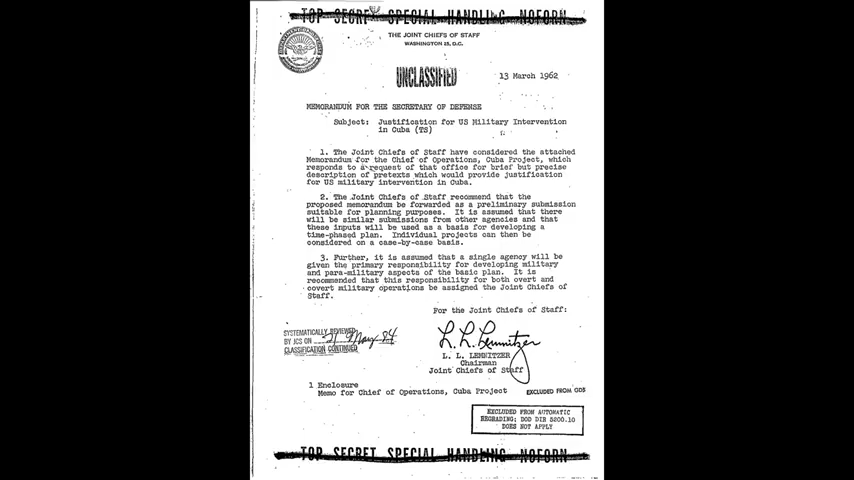 TOP SECRET SPECIAL HANDLING NOFORN
THE JOINT CHIEFS OF STAFF
WASHINGTON 25, D.C.
UNCLASSIFIED
13 March 1962
MEMORANDUM FOR THE SECRETARY OF DEFENSE
Subject: Justification for US Military Intervention
in Cuba (TS)
1. The Joint Chiefs of Staff have considered the attached
Memorandum for the Chief of Operations, Cuba Project, which
responds to a request of that office for brief but precise
description of pretexts which would provide justification
for US military intervention in Cuba.
2. The Joint Chiefs of Staff recommend that the
proposed memorandum be forwarded as a preliminary submission
suitable for planning purposes. It is assumed that there
will be similar submissions from other agencies and that
these inputs will be used as a basis for developing a
time-phased plan. Individual projects can then be
considered on a case-by-case basis.
3. Further, it is assumed that a single agency will be
given the primary responsibility for developing military
and para-military aspects of the basic plan. It is
recommended that this responsibility for both overt and
covert military operations be assigned the Joint Chiefs of
Staff.
For the Joint Chiefs of Staff:
SYSTEMATICALLY REVIEWED
BY JCS ON 21 May 84
CLASSIFICATION CONTINUED
L. L. Lemnitzer
L. L. LEMNITZER
Chairman
Joint Chiefs of Staff
1 Enclosure
Memo for Chief of Operations, Cuba Project
EXCLUDED FROM GDS
EXCLUDED FROM AUTOMATIC
REGRADING; DOD DIR 5200.10
DOES NOT APPLY
TOP SECRET SPECIAL HANDLING NOFORN